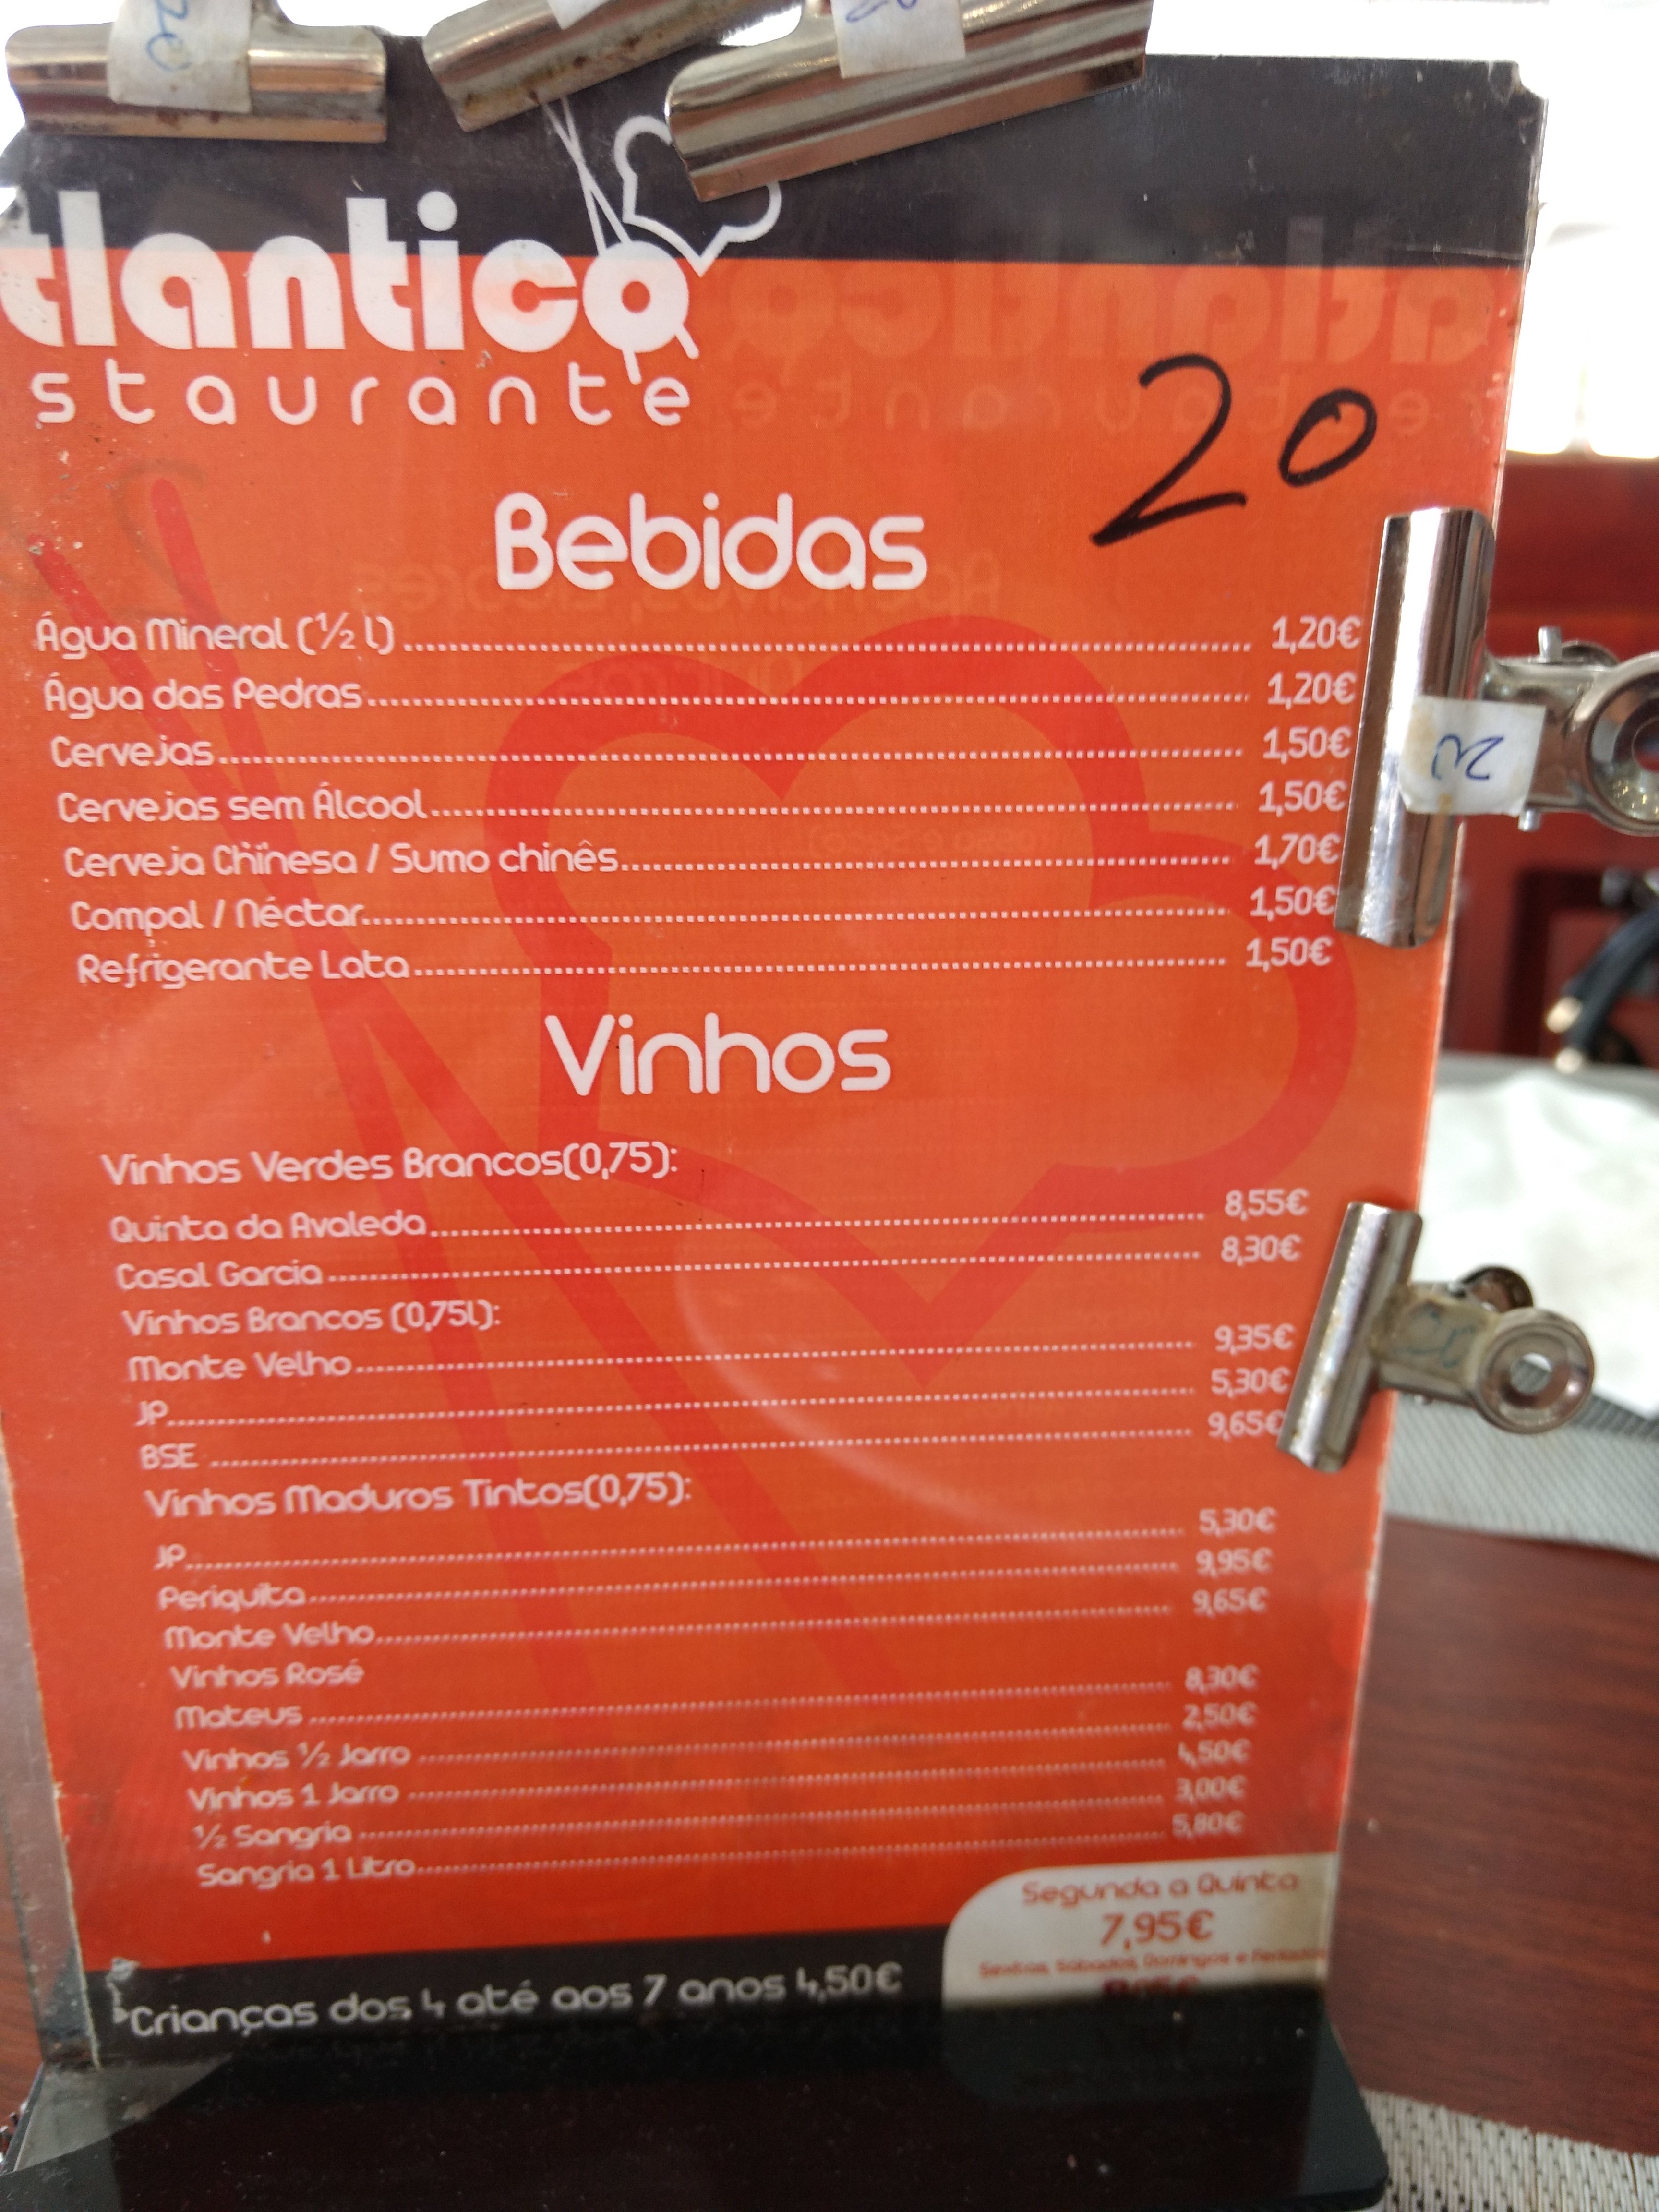 20
20
tlantico
staurante
20
Bebidas
Água Mineral (½ l) 1,20€
Água das Pedras 1,20€
Cervejas 1,50€
Cervejas sem Álcool 1,50€
Cerveja Chinesa / Sumo chinês 1,70€
Compal / Néctar 1,50€
Refrigerante Lata 1,50€
20
Vinhos
Vinhos Verdes Brancos(0,75):
Quinta da Avaleda 8,55€
Casal Garcia 8,30€
Vinhos Brancos (0,75l):
Monte Velho 9,35€
JP 5,30€
BSE 9,65€
Vinhos Maduros Tintos(0,75):
JP 5,30€
Periquita 9,95€
Monte Velho 9,65€
Vinhos Rosé
Mateus 8,30€
Vinhos ½ Jarro 2,50€
Vinhos 1 Jarro 4,50€
½ Sangria 3,00€
Sangria 1 Litro 5,80€
Segunda a Quinta
7,95€
Sextas, Sábados, Domingos e
Crianças dos 4 até aos 7 anos 4,50€